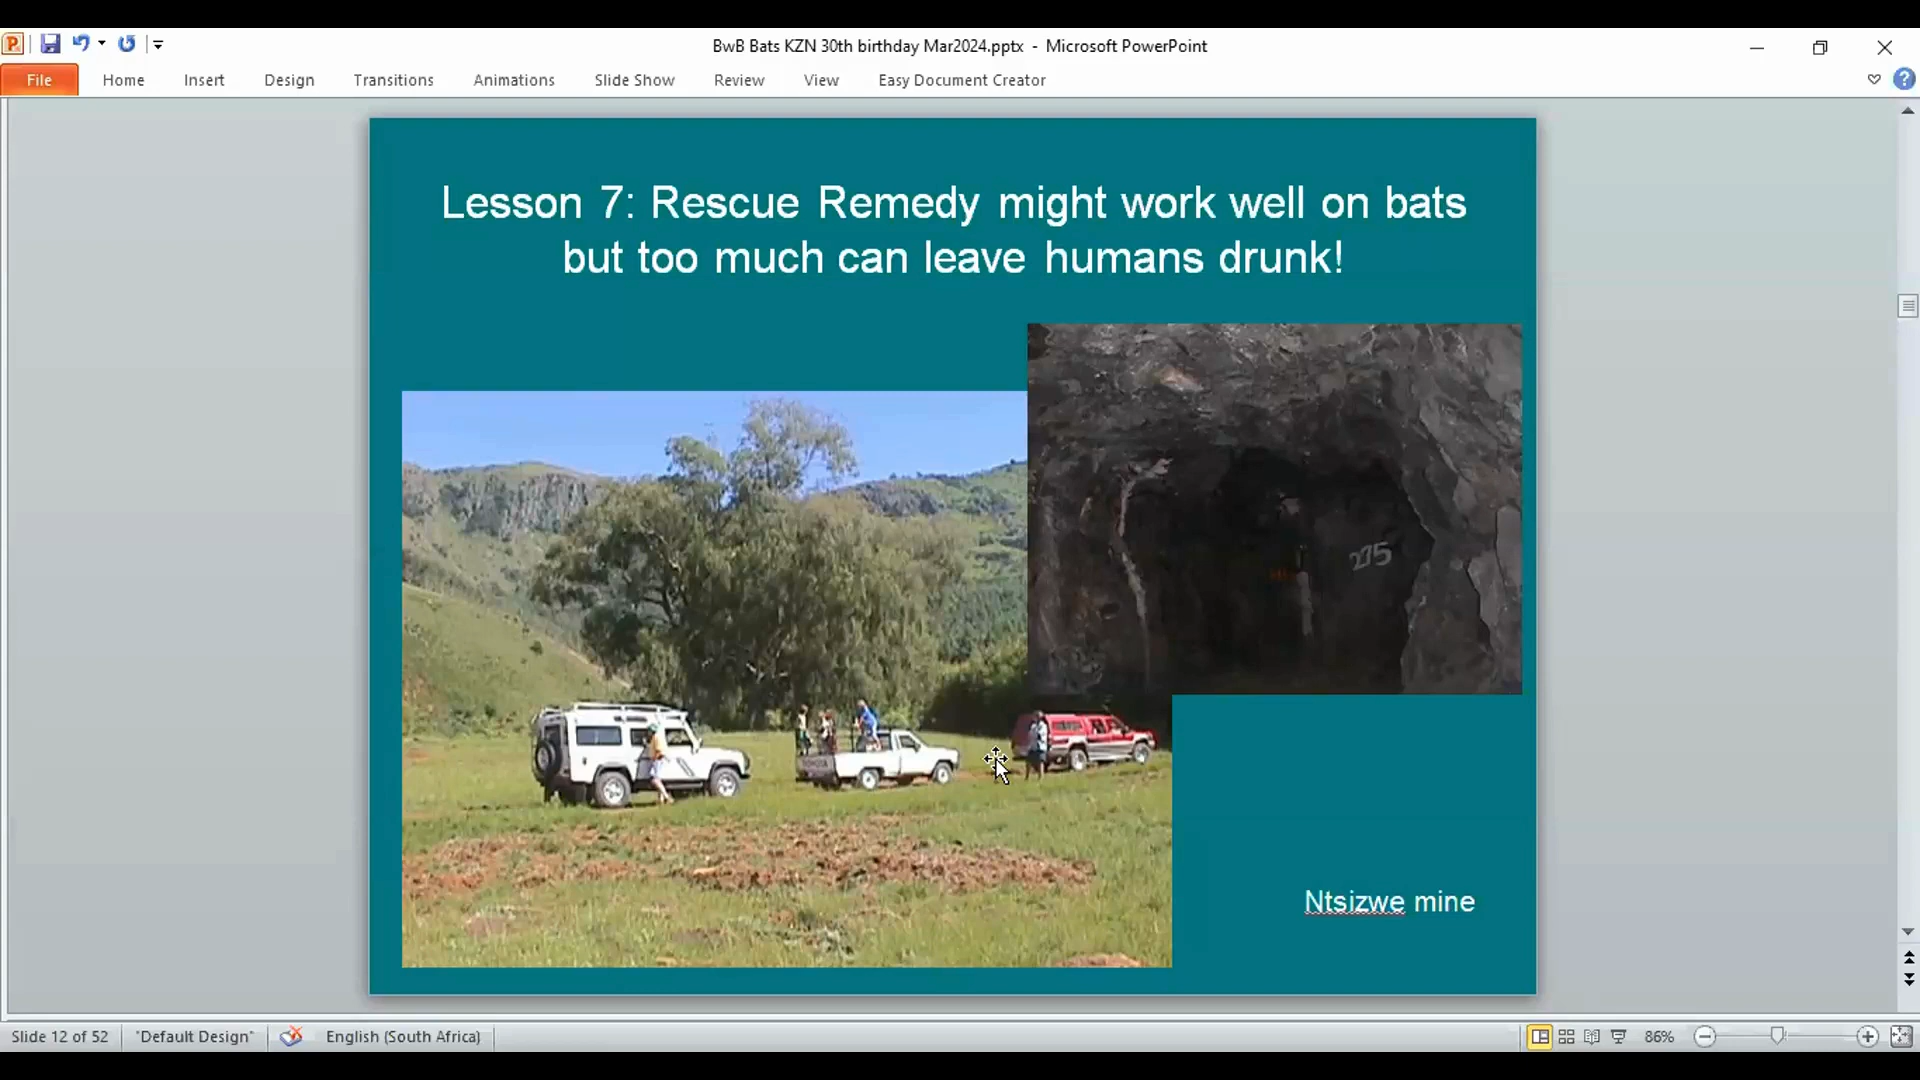 BwB Bats KZN 30th birthday Mar2024.pptx - Microsoft PowerPoint
File Home Insert Design Transitions Animations Slide Show Review View Easy Document Creator
Lesson 7: Rescue Remedy might work well on bats
but too much can leave humans drunk!
275
Ntsizwe mine
Slide 12 of 52 "Default Design" English (South Africa) 86%